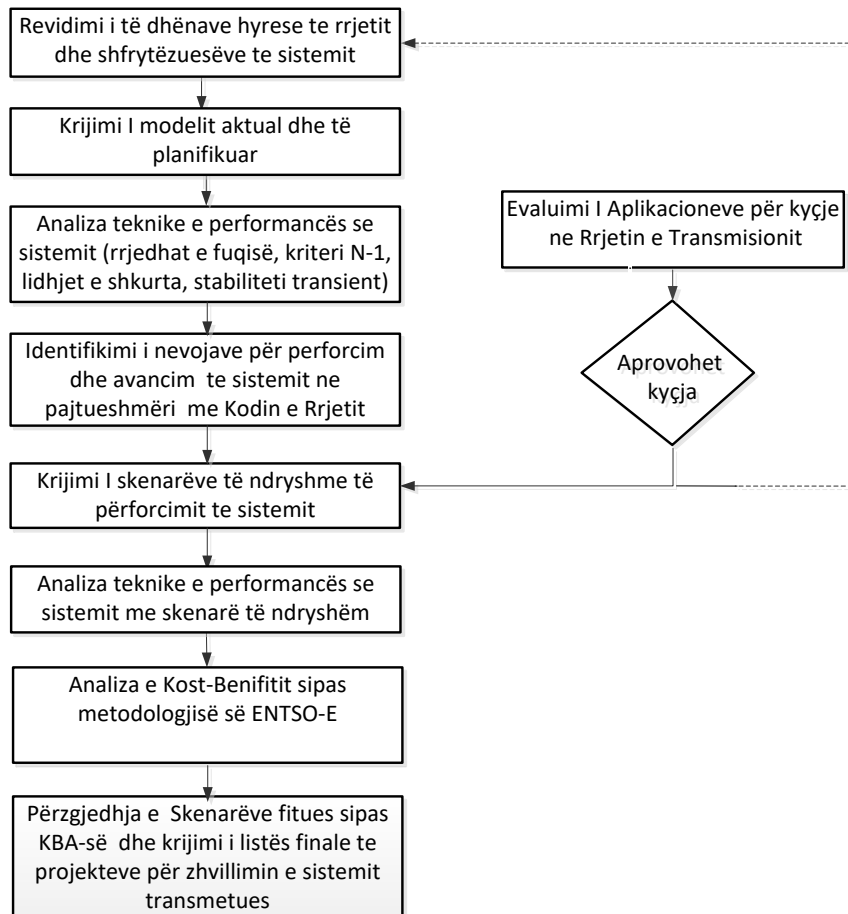 Revidimi i të dhënave hyrese te rrjetit
dhe shfrytëzuesëve te sistemit
Krijimi I modelit aktual dhe të
planifikuar
Analiza teknike e performancës se
sistemit (rrjedhat e fuqisë, kriteri N-1,
lidhjet e shkurta, stabiliteti transient)
Identifikimi i nevojave për perforcim
dhe avancim te sistemit ne
pajtueshmëri me Kodin e Rrjetit
Krijimi I skenarëve të ndryshme të
përforcimit te sistemit
Analiza teknike e performancës se
sistemit me skenarë të ndryshëm
Analiza e Kost-Benifitit sipas
metodologjisë së ENTSO-E
Përzgjedhja e Skenarëve fitues sipas
KBA-së dhe krijimi i listës finale te
projekteve për zhvillimin e sistemit
transmetues
Evaluimi I Aplikacioneve për kyçje
ne Rrjetin e Transmisionit
Aprovohet
kyçja